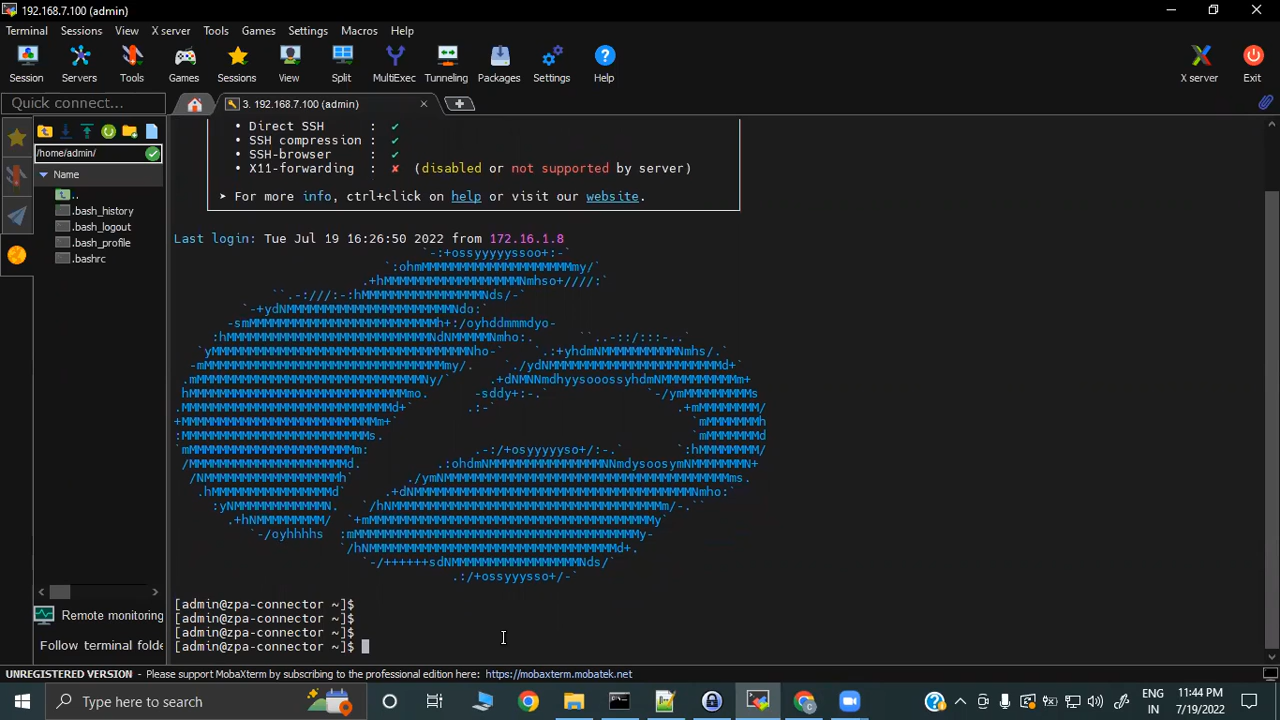 192.168.7.100 (admin)
Terminal Sessions View X server Tools Games Settings Macros Help
Session Servers Tools Games Sessions View Split MultiExec Tunneling Packages Settings Help X server Exit
Quick connect...
3. 192.168.7.100 (admin)
/home/admin/
Name
..
.bash_history
.bash_logout
.bash_profile
.bashrc
• Direct SSH : ✔
• SSH compression : ✔
• SSH-browser : ✔
• X11-forwarding : ✘ (disabled or not supported by server)
➤ For more info, ctrl+click on help or visit our website.
Last login: Tue Jul 19 16:26:50 2022 from 172.16.1.8
[admin@zpa-connector ~]$
[admin@zpa-connector ~]$
[admin@zpa-connector ~]$
[admin@zpa-connector ~]$
Remote monitoring
Follow terminal folde
UNREGISTERED VERSION - Please support MobaXterm by subscribing to the professional edition here: https://mobaxterm.mobatek.net
Type here to search
ENG
IN
11:44 PM
7/19/2022